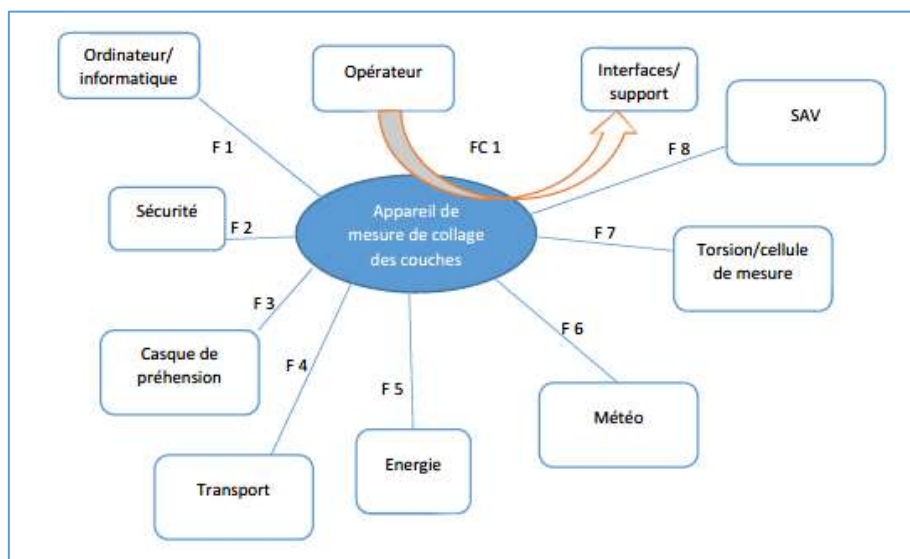 Ordinateur/
informatique
Opérateur
Interfaces/
support
SAV
F 1
FC 1
F 8
Sécurité
F 2
Appareil de
mesure de collage
des couches
F 7
Torsion/cellule
de mesure
F 3
F 6
Casque de
préhension
F 4
F 5
Météo
Energie
Transport